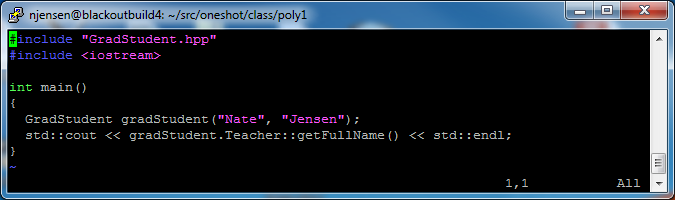 njensen@blackoutbuild4: ~/src/oneshot/class/poly1
#include "GradStudent.hpp"
#include <iostream>

int main()
{
  GradStudent gradStudent("Nate", "Jensen");
  std::cout << gradStudent.Teacher::getFullName() << std::endl;
}
~
1,1 All